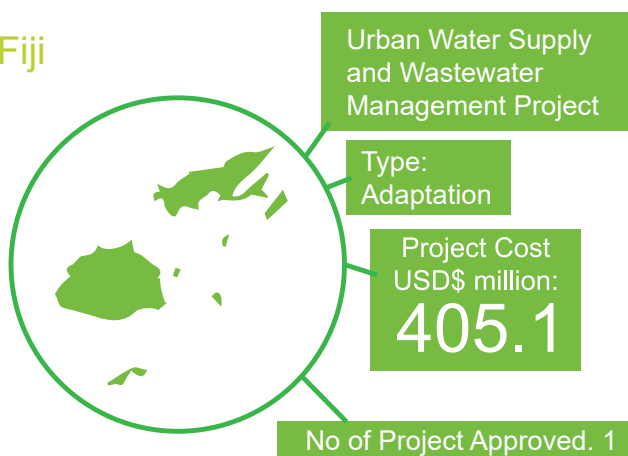 Fiji
Urban Water Supply
and Wastewater
Management Project
Type:
Adaptation
Project Cost
USD$ million:
405.1
No of Project Approved. 1